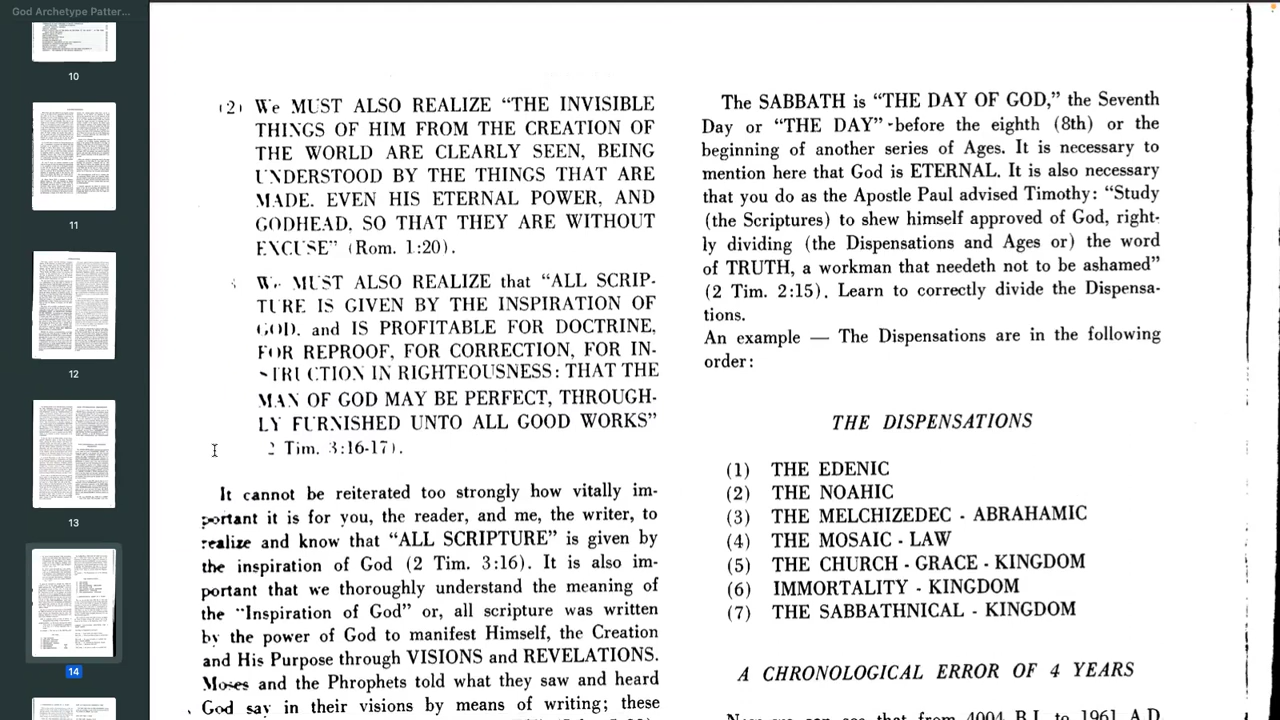 God Archetype Patter...
10
11
12
13
14
(2) We MUST ALSO REALIZE “THE INVISIBLE
THINGS OF HIM FROM THE CREATION OF
THE WORLD ARE CLEARLY SEEN, BEING
UNDERSTOOD BY THE THINGS THAT ARE
MADE. EVEN HIS ETERNAL POWER, AND
GODHEAD. SO THAT THEY ARE WITHOUT
EXCUSE” (Rom. 1:20).
We MUST ALSO REALIZE that “ALL SCRIP-
TURE IS GIVEN BY THE INSPIRATION OF
GOD. and IS PROFITABLE FOR DOCTRINE,
FOR REPROOF, FOR CORRECTION, FOR IN-
STRUCTION IN RIGHTEOUSNESS: THAT THE
MAN OF GOD MAY BE PERFECT, THROUGH-
LY FURNISHED UNTO ALL GOOD WORKS”
2 Tim. 3:16-17).
It cannot be reiterated too strongly how vitally im-
portant it is for you, the reader, and me, the writer, to
realize and know that “ALL SCRIPTURE” is given by
the inspiration of God (2 Tim. 3:16). It is also im-
portant that we thoroughly understand the meaning of
the “Inspiration of God” or, all scripture was written
by the power of God to manifest Himself, the Creation
and His Purpose through VISIONS and REVELATIONS.
Moses and the Phrophets told what they saw and heard
God say in their visions by means of writing; these
The SABBATH is “THE DAY OF GOD,” the Seventh
Day or “THE DAY” -before the eighth (8th) or the
beginning of another series of Ages. It is necessary to
mention here that God is ETERNAL. It is also necessary
that you do as the Apostle Paul advised Timothy: “Study
(the Scriptures) to shew himself approved of God, right-
ly dividing (the Dispensations and Ages or) the word
of TRUTH, a workman that needeth not to be ashamed”
(2 Tim. 2:15). Learn to correctly divide the Dispensa-
tions.
An example — The Dispensations are in the following
order:
THE DISPENSATIONS
(1) THE EDENIC
(2) THE NOAHIC
(3) THE MELCHIZEDEC - ABRAHAMIC
(4) THE MOSAIC - LAW
(5) THE CHURCH - GRACE - KINGDOM
(6) IMMORTALITY - KINGDOM
(7) THE SABBATHNICAL - KINGDOM
A CHRONOLOGICAL ERROR OF 4 YEARS
Now we can see that from 4004 B.I. to 1961 A.D.